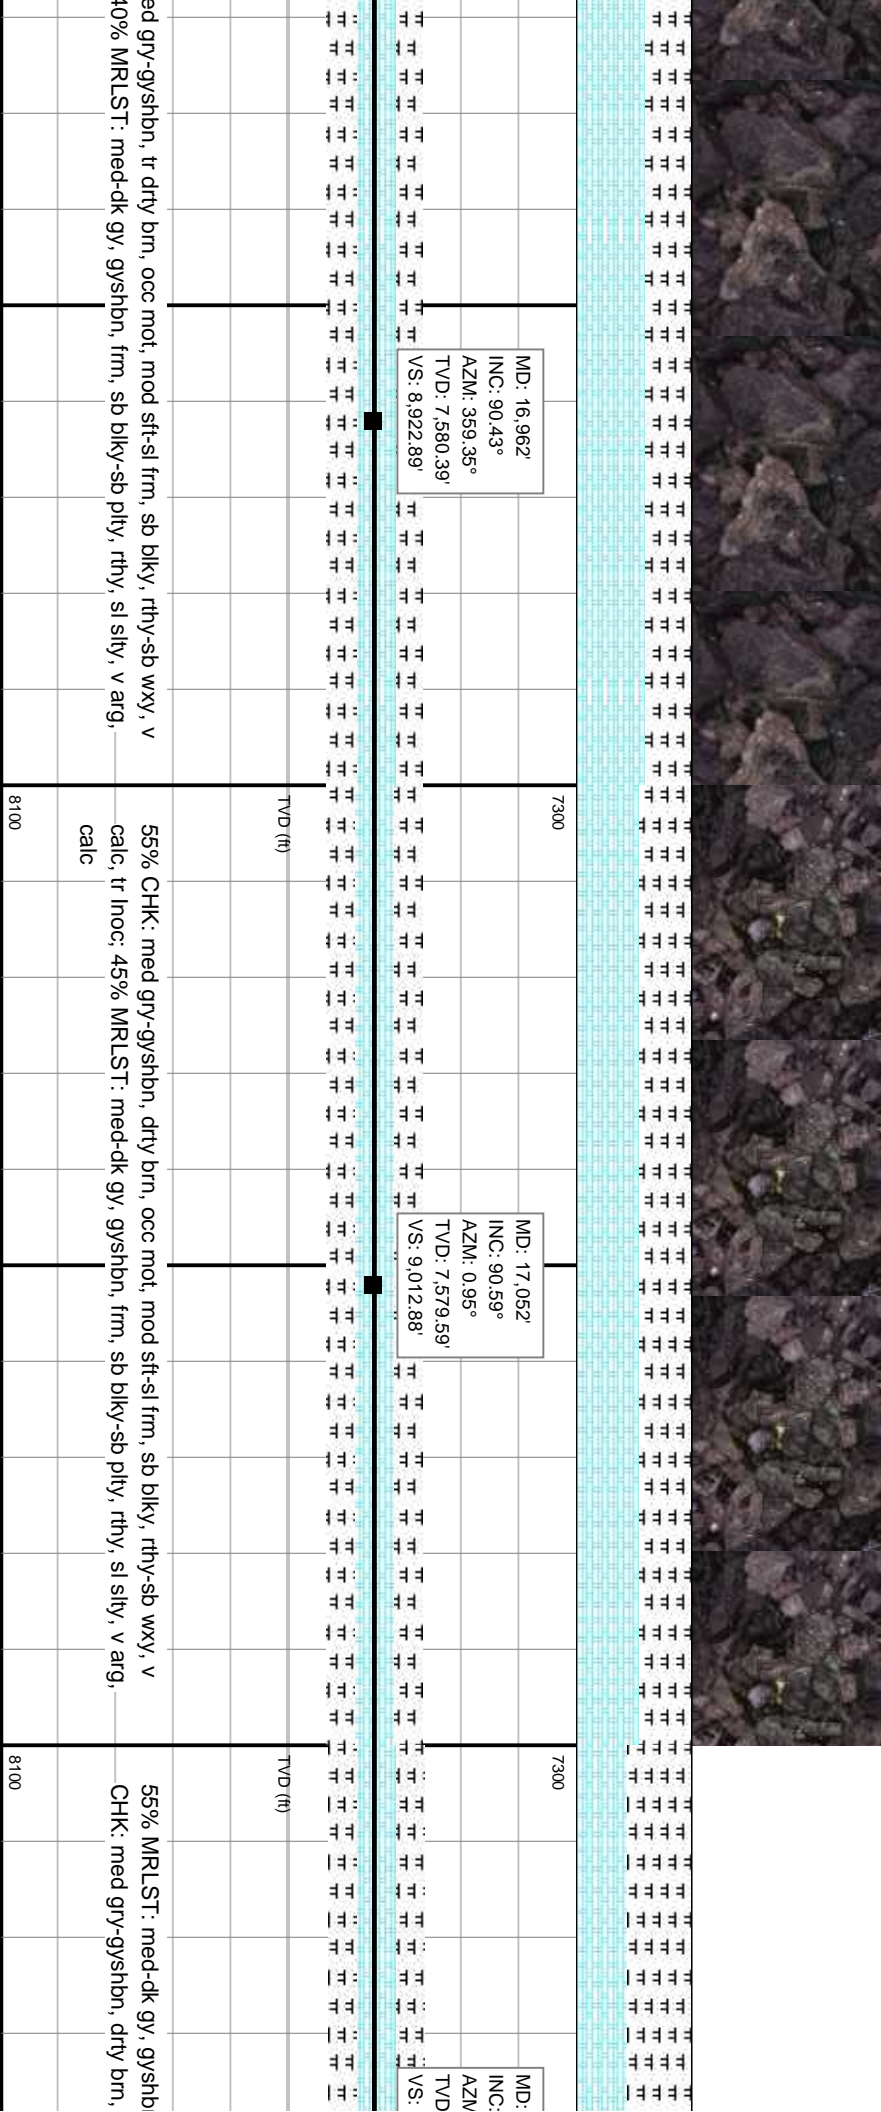 ed gry-gyshbn, tr drty brn, occ mot, mod sft-sl frm, sb blky, rthy-sb wxy, v
40% MRLST: med-dk gy, gyshbn, frm, sb blky-sb plty, rthy, sl slty, v arg,
MD: 16,962'
INC: 90.43°
AZM: 359.35°
TVD: 7,580.39'
VS: 8,922.89'
7300
TVD (ft)
8100
55% CHK: med gry-gyshbn, drty brn, occ mot, mod sft-sl frm, sb blky, rthy-sb wxy, v
calc, tr Inoc; 45% MRLST: med-dk gy, gyshbn, frm, sb blky-sb plty, rthy, sl slty, v arg,
calc
MD: 17,052'
INC: 90.59°
AZM: 0.95°
TVD: 7,579.59'
VS: 9,012.88'
7300
TVD (ft)
8100
55% MRLST: med-dk gy, gyshb
CHK: med gry-gyshbn, drty brn,
MD:
INC:
AZM
TVD
VS: